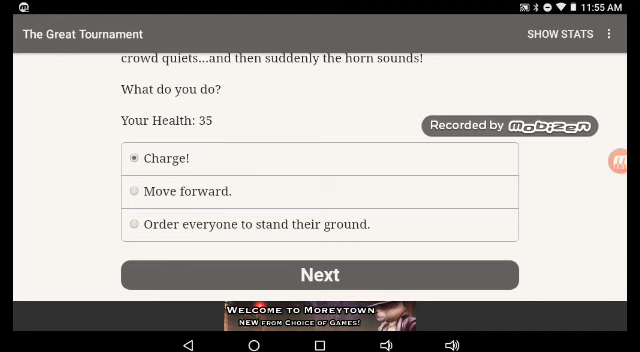 11:55 AM
The Great Tournament
SHOW STATS
crowd quiets...and then suddenly the horn sounds!
What do you do?
Your Health: 35
Recorded by mobizen
Charge!
Move forward.
Order everyone to stand their ground.
Next
WELCOME TO MOREYTOWN
NEW FROM CHOICE OF GAMES!